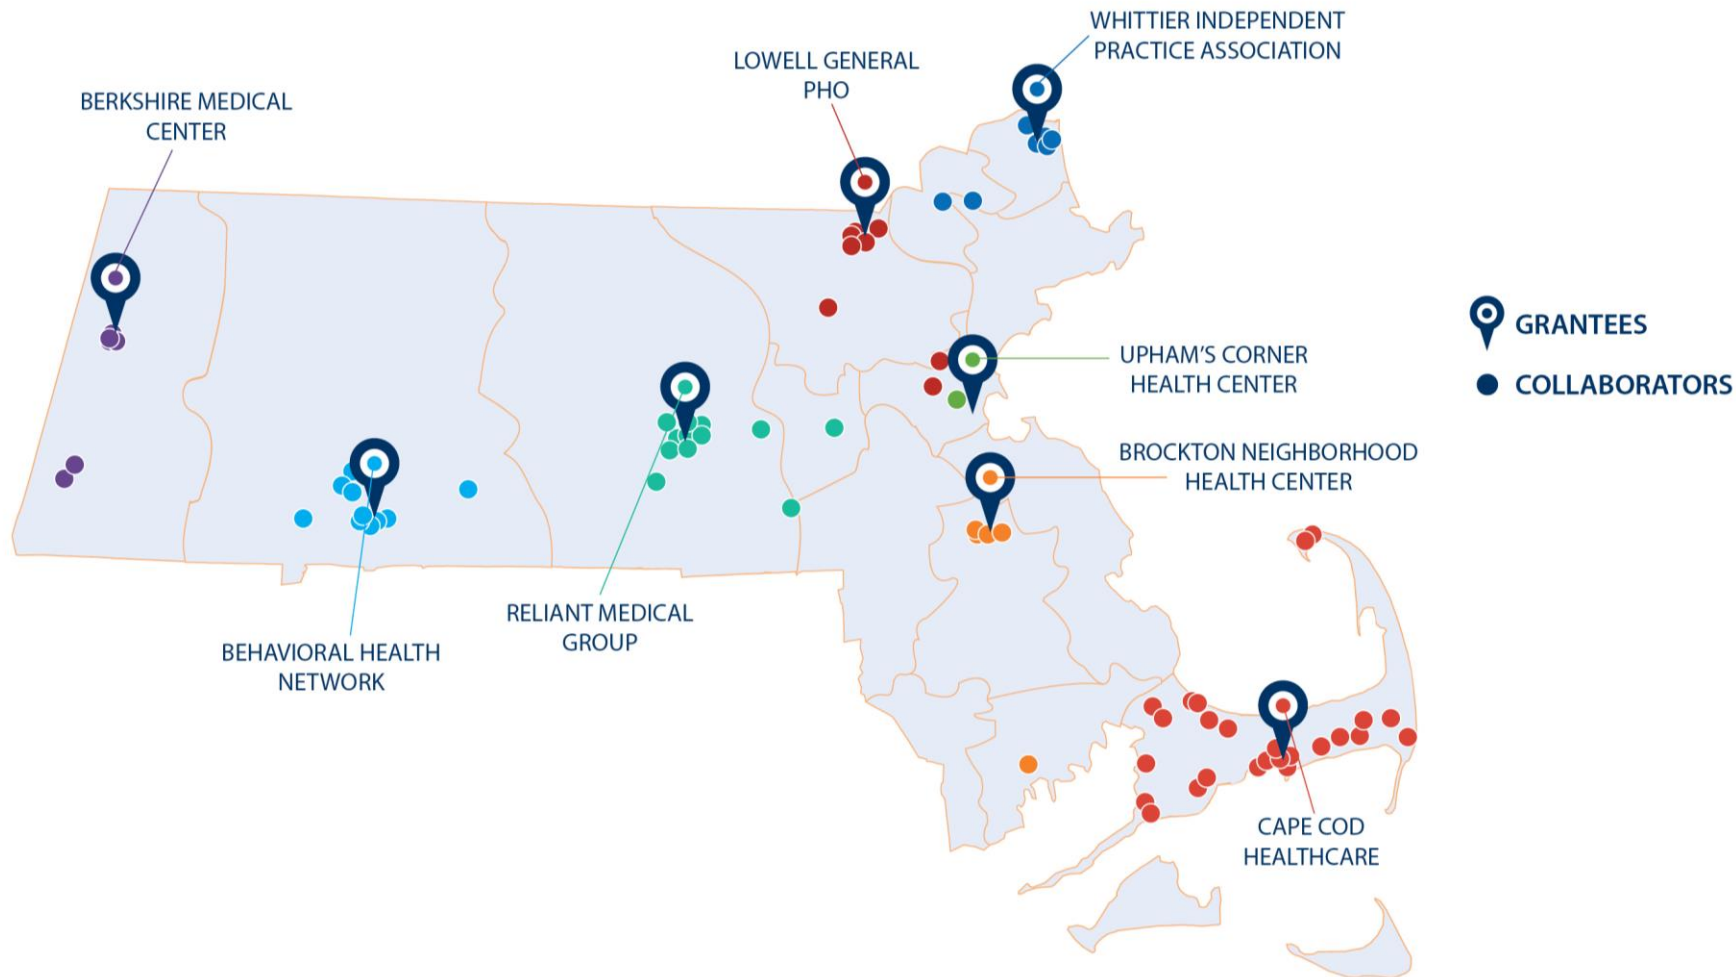 WHITTIER INDEPENDENT
PRACTICE ASSOCIATION
LOWELL GENERAL
PHO
BERKSHIRE MEDICAL
CENTER
GRANTEES
UPHAM'S CORNER
HEALTH CENTER
COLLABORATORS
BROCKTON NEIGHBORHOOD
HEALTH CENTER
RELIANT MEDICAL
GROUP
BEHAVIORAL HEALTH
NETWORK
CAPE COD
HEALTHCARE